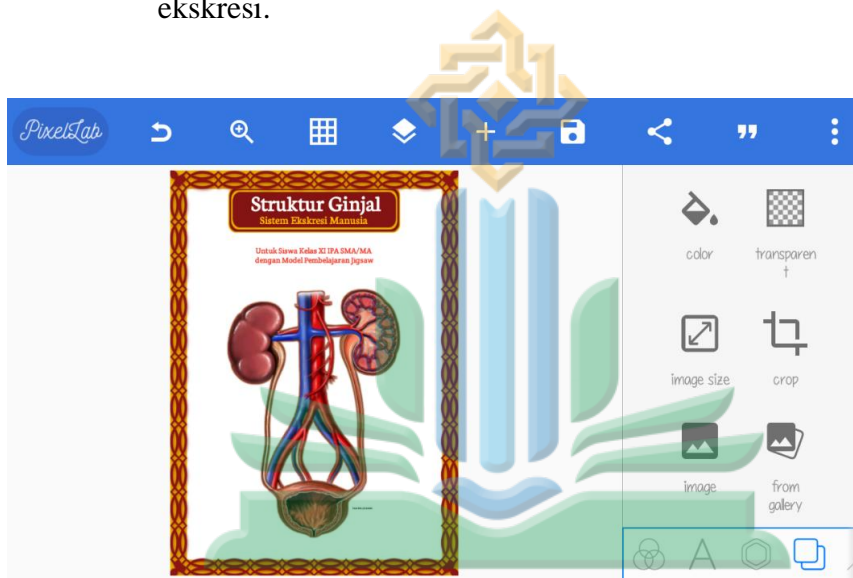 ekskresi.
PixelLab
Struktur Ginjal
Sistem Ekskresi Manusia
Untuk Siswa Kelas XI IPA SMA/MA
dengan Model Pembelajaran Jigsaw
color
transparen
t
image size
crop
image
from
gallery